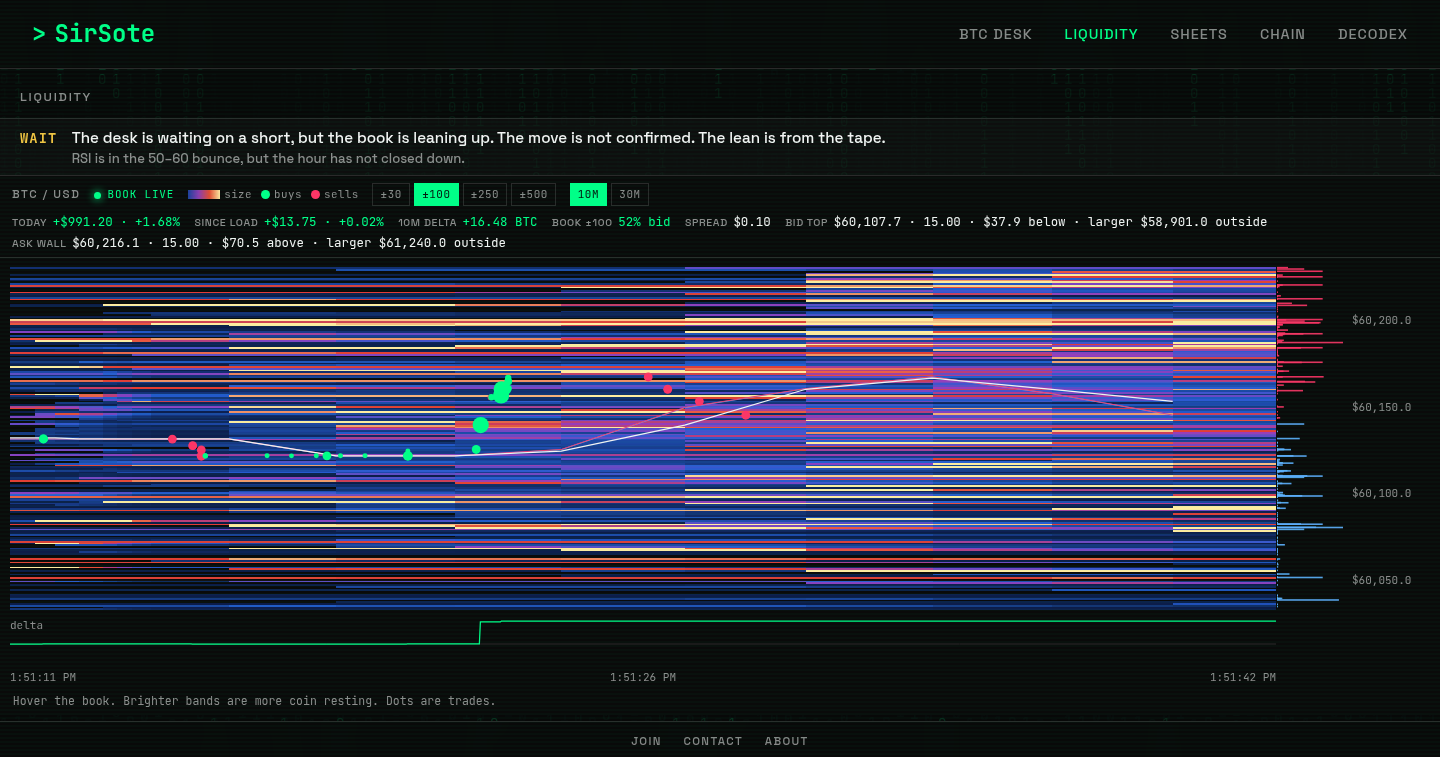 > SirSote
BTC DESK LIQUIDITY SHEETS CHAIN DECODEX
LIQUIDITY
WAIT The desk is waiting on a short, but the book is leaning up. The move is not confirmed. The lean is from the tape.
RSI is in the 50–60 bounce, but the hour has not closed down.
BTC / USD BOOK LIVE size buys sells ±30 ±100 ±250 ±500 10M 30M
TODAY +$991.20 · +1.68% SINCE LOAD +$13.75 · +0.02% 10M DELTA +16.48 BTC BOOK ±100 52% bid SPREAD $0.10 BID TOP $60,107.7 · 15.00 · $37.9 below · larger $58,901.0 outside
ASK WALL $60,216.1 · 15.00 · $70.5 above · larger $61,240.0 outside
$60,200.0
$60,150.0
$60,100.0
$60,050.0
delta
1:51:11 PM 1:51:26 PM 1:51:42 PM
Hover the book. Brighter bands are more coin resting. Dots are trades.
JOIN CONTACT ABOUT